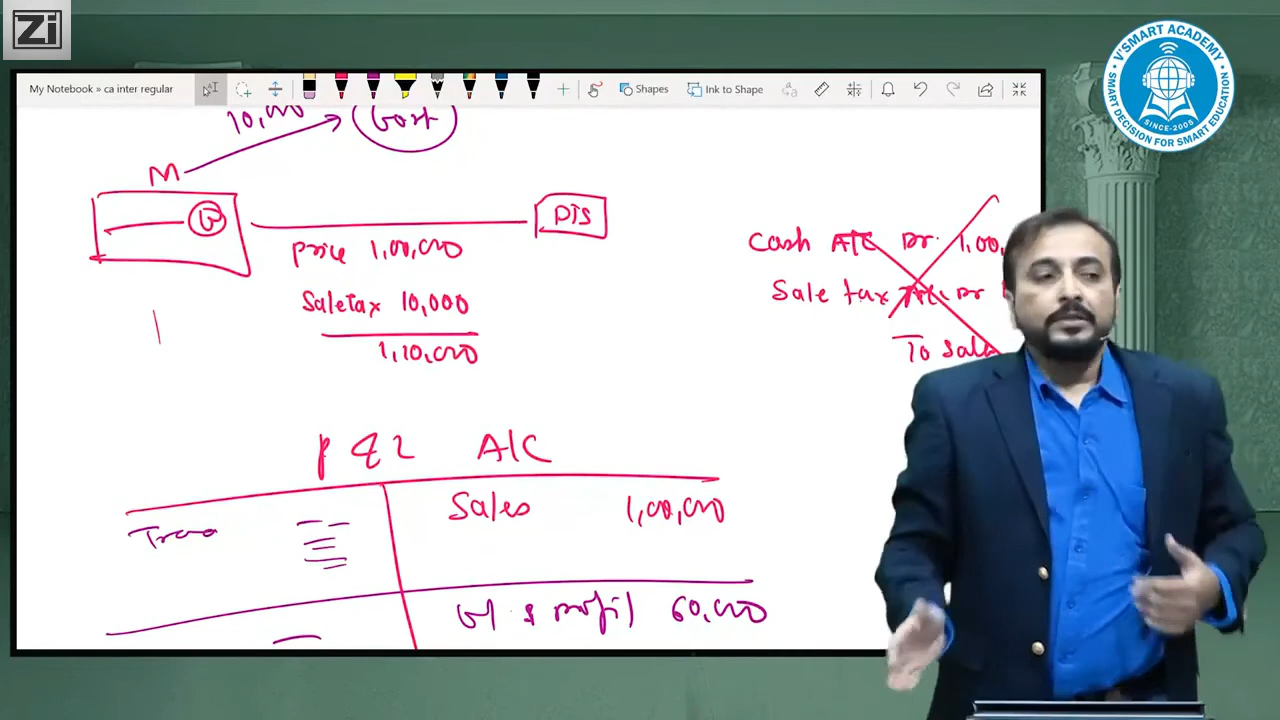 Zi
V'SMART ACADEMY
SINCE-2005
SMART DECISION FOR SMART EDUCATION
My Notebook » ca inter regular
Shapes
Ink to Shape
10,000
Govt
M
DIS
Price 1,00,000
Saletax 10,000
1,10,000
Cash A/C Dr. 1,00,
Sale tax A/C. Dr
To Sales
P & L A/C
Sales 1,00,000
profit 60,000